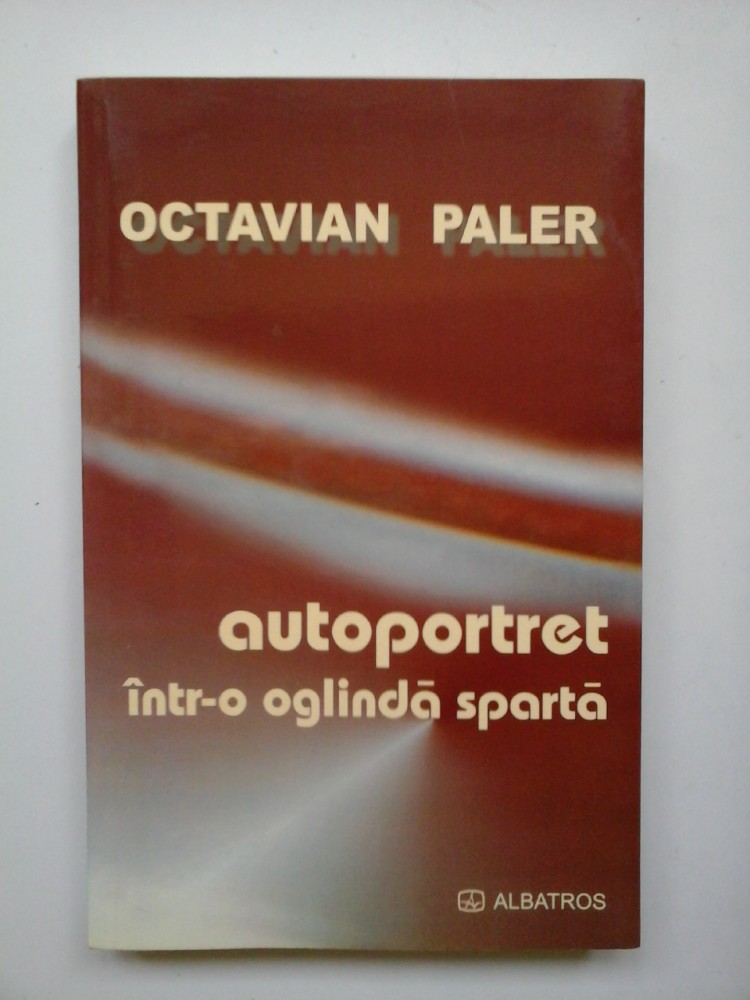 OCTAVIAN PALER
autoportret
într-o oglindă spartă
ALBATROS